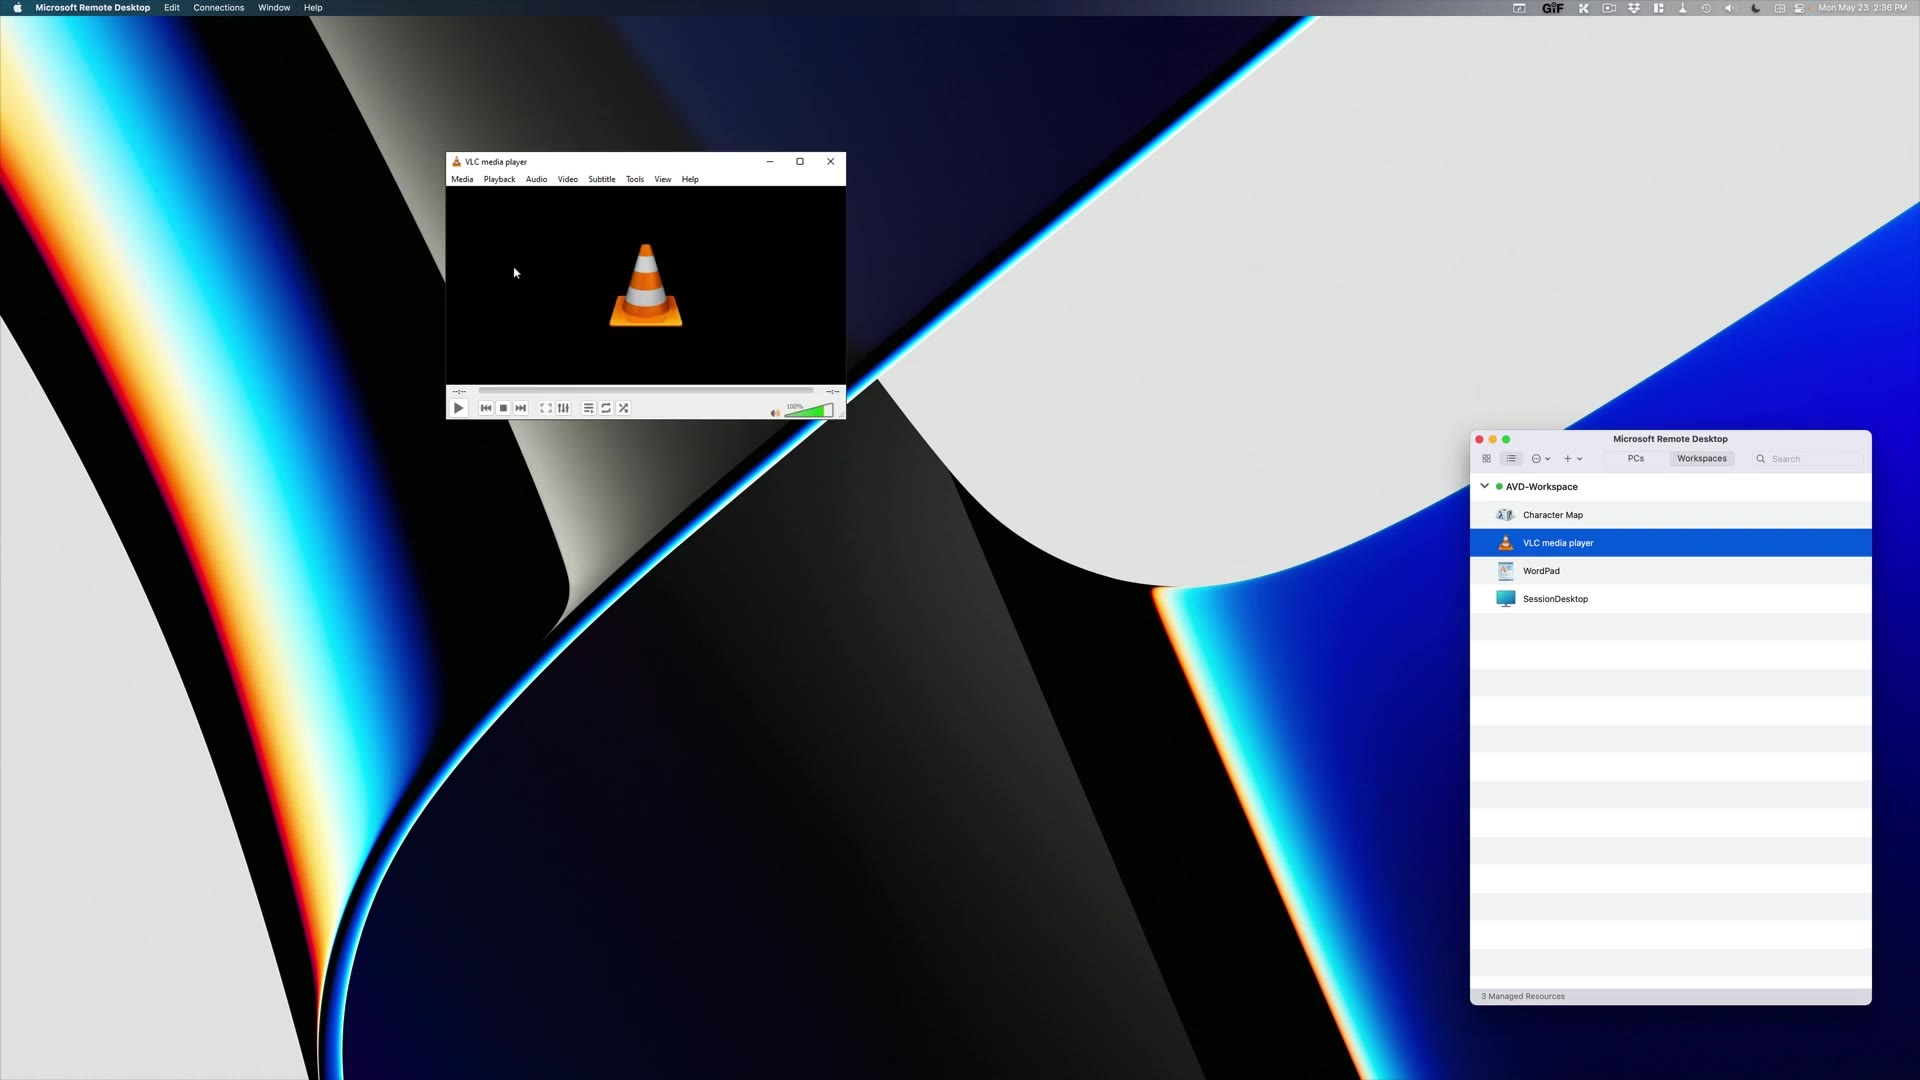 Microsoft Remote Desktop Edit Connections Window Help
GIF
Mon May 23 2:36 PM
VLC media player
Media Playback Audio Video Subtitle Tools View Help
--:-- --:--
100%
Microsoft Remote Desktop
PCs Workspaces Search
AVD-Workspace
Character Map
VLC media player
WordPad
SessionDesktop
3 Managed Resources